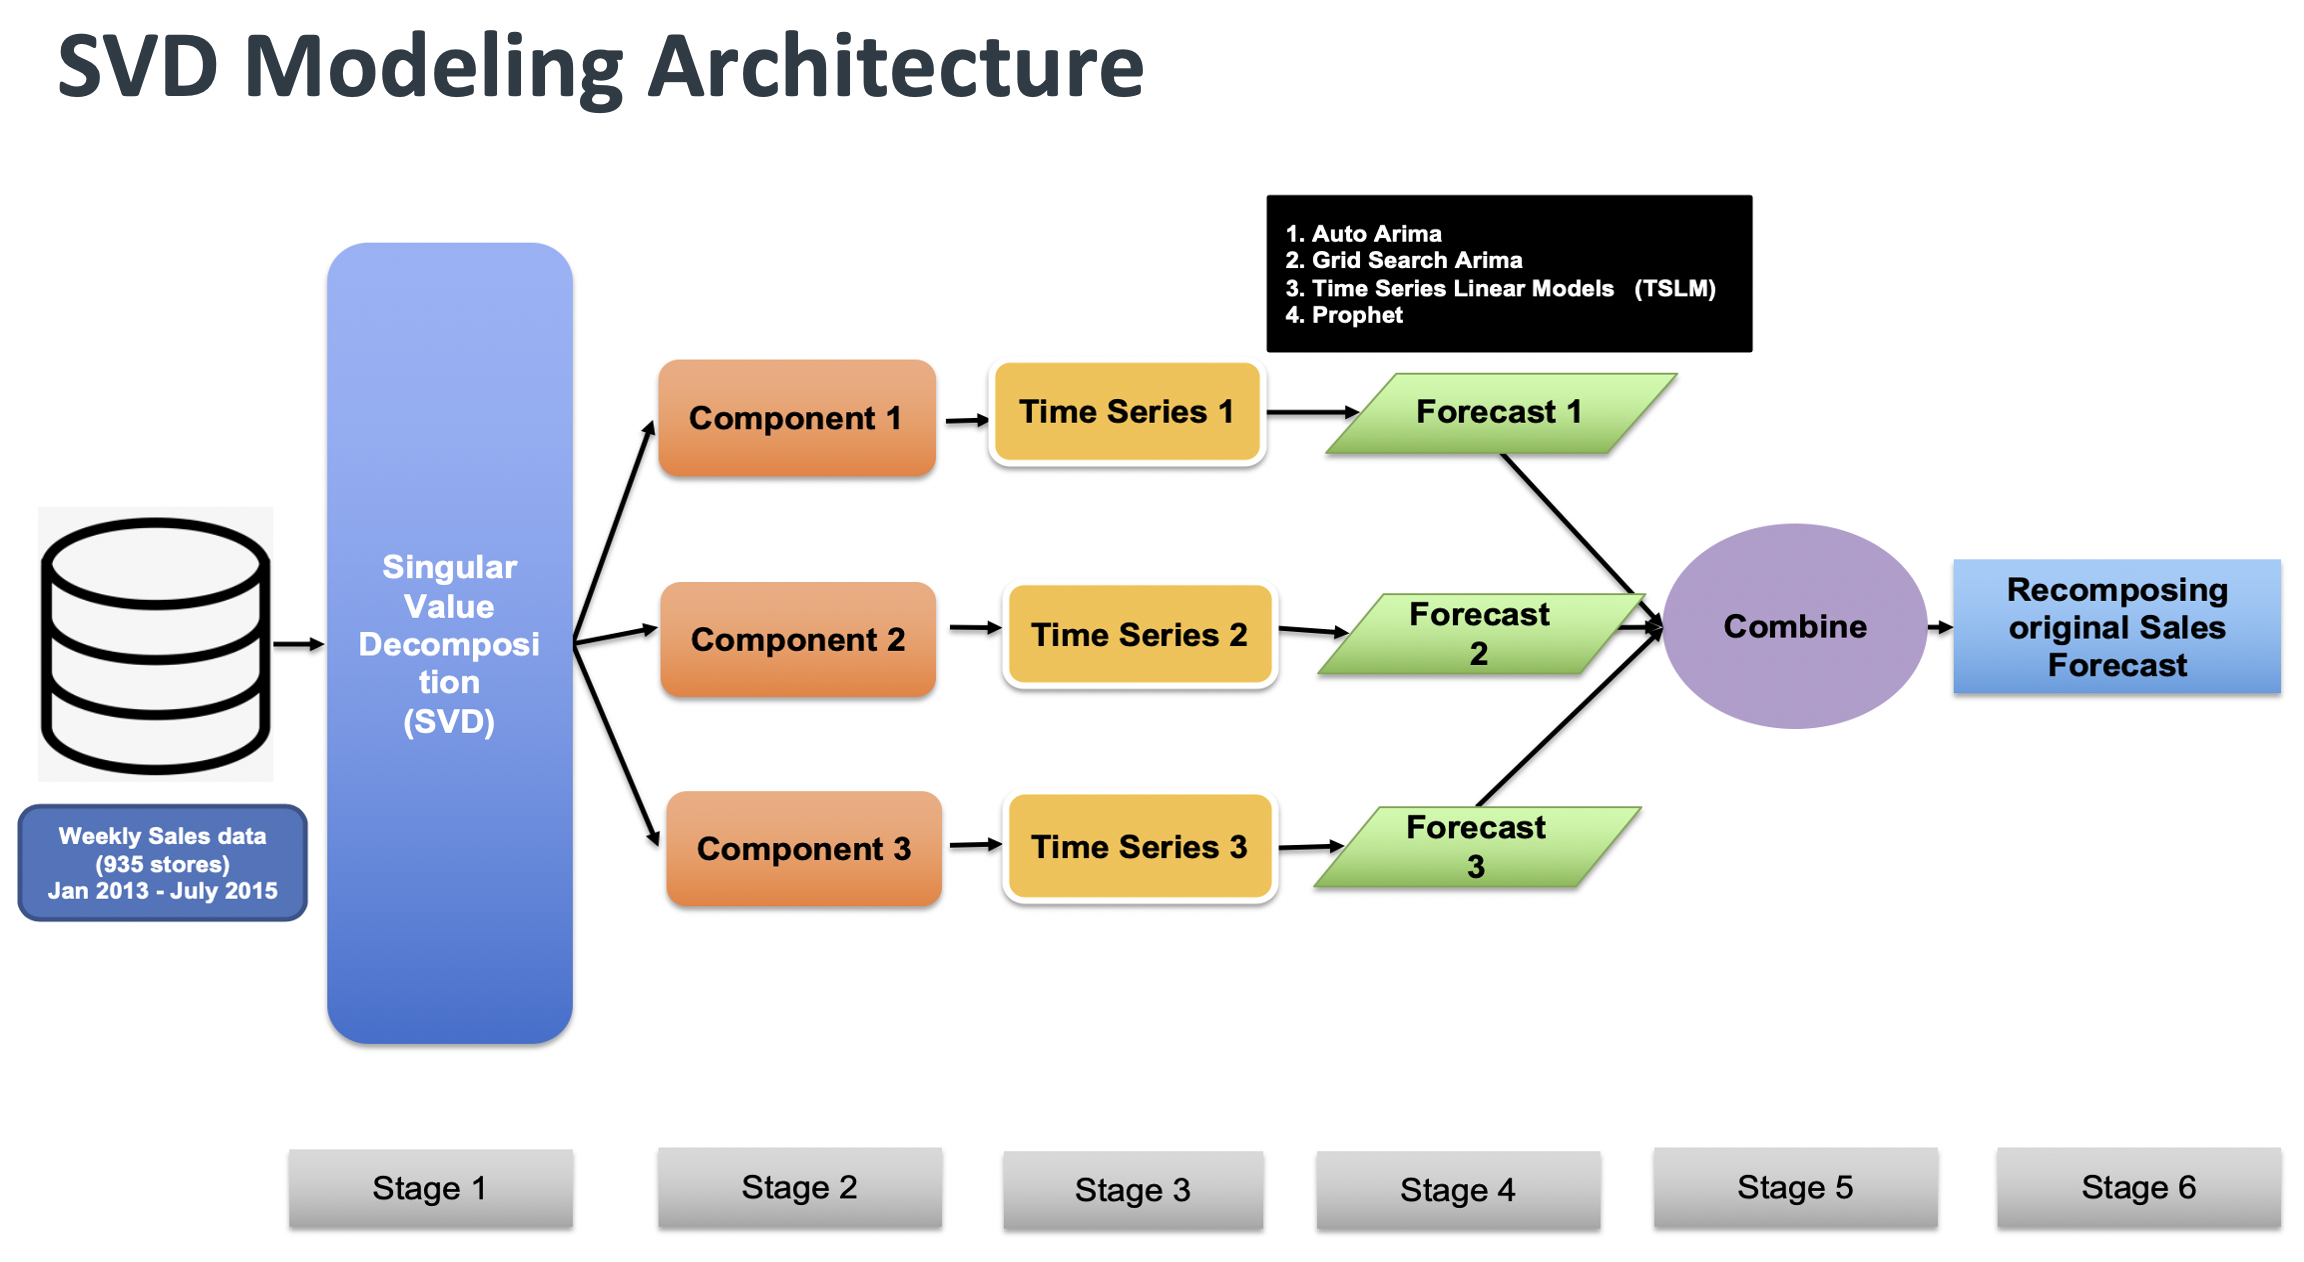 SVD Modeling Architecture
1. Auto Arima
2. Grid Search Arima
3. Time Series Linear Models (TSLM)
4. Prophet
Singular
Value
Decomposi
tion
(SVD)
Component 1
Time Series 1
Forecast 1
Component 2
Time Series 2
Forecast
2
Component 3
Time Series 3
Forecast
3
Combine
Recomposing
original Sales
Forecast
Weekly Sales data
(935 stores)
Jan 2013 - July 2015
Stage 1
Stage 2
Stage 3
Stage 4
Stage 5
Stage 6